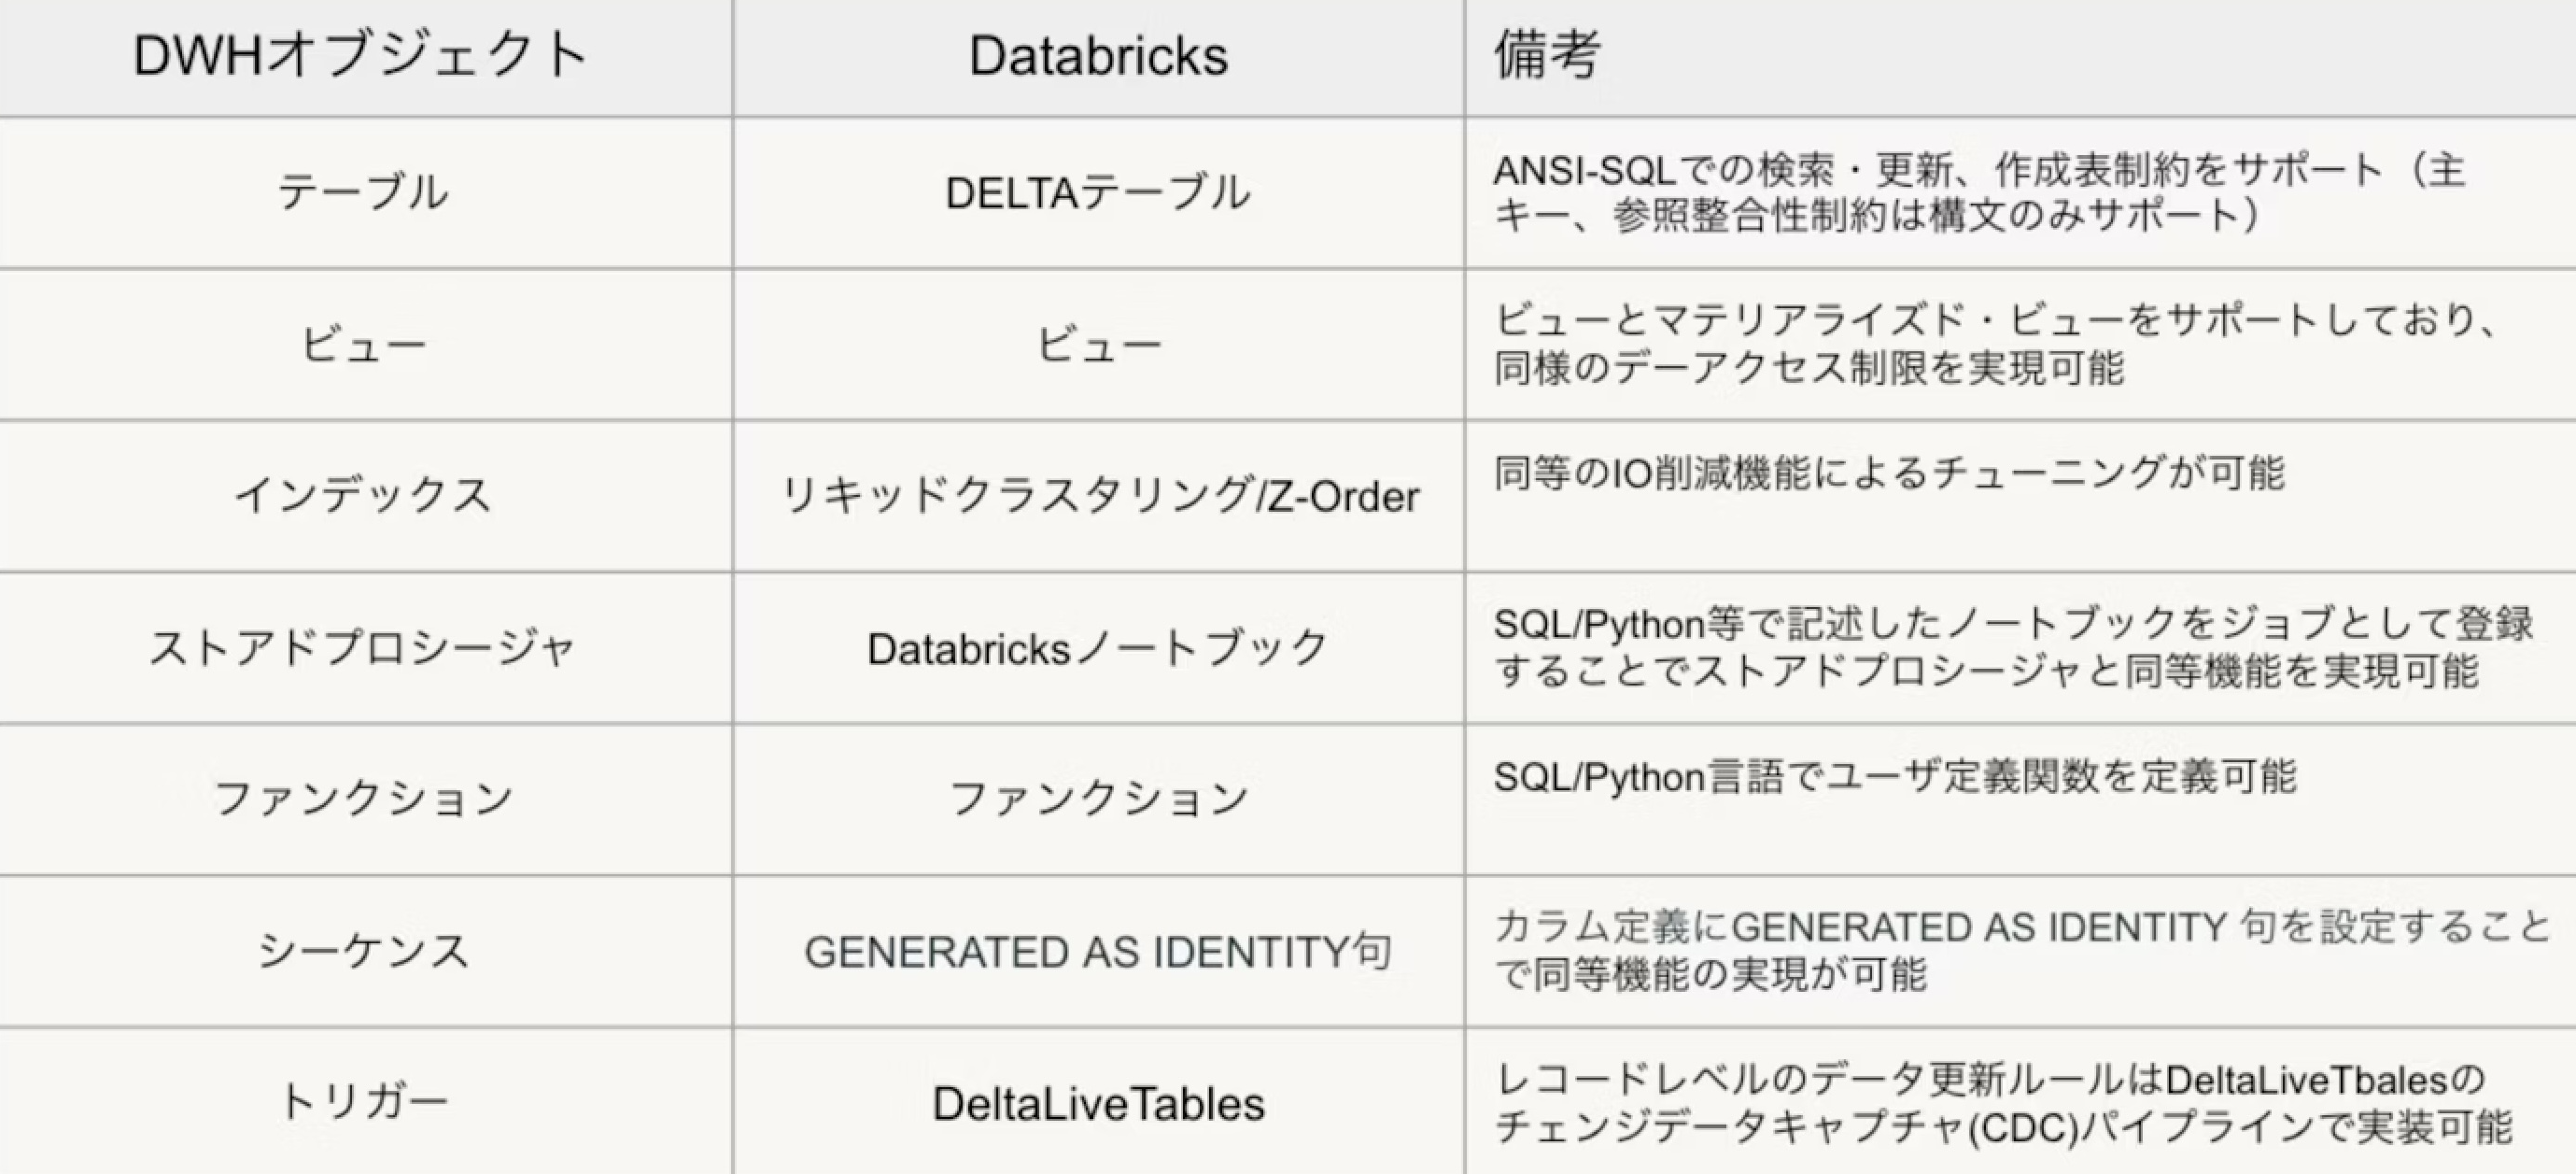 DWHオブジェクト
Databricks
備考
テーブル
DELTAテーブル
ANSI-SQLでの検索・更新、作成表制約をサポート（主
キー、参照整合性制約は構文のみサポート）
ビュー
ビュー
ビューとマテリアライズド・ビューをサポートしており、
同様のデーアクセス制限を実現可能
インデックス
リキッドクラスタリング/Z-Order
同等のIO削減機能によるチューニングが可能
ストアドプロシージャ
Databricksノートブック
SQL/Python等で記述したノートブックをジョブとして登録
することでストアドプロシージャと同等機能を実現可能
ファンクション
ファンクション
SQL/Python言語でユーザ定義関数を定義可能
シーケンス
GENERATED AS IDENTITY句
カラム定義にGENERATED AS IDENTITY 句を設定すること
で同等機能の実現が可能
トリガー
DeltaLiveTables
レコードレベルのデータ更新ルールはDeltaLiveTbalesの
チェンジデータキャプチャ(CDC)パイプラインで実装可能